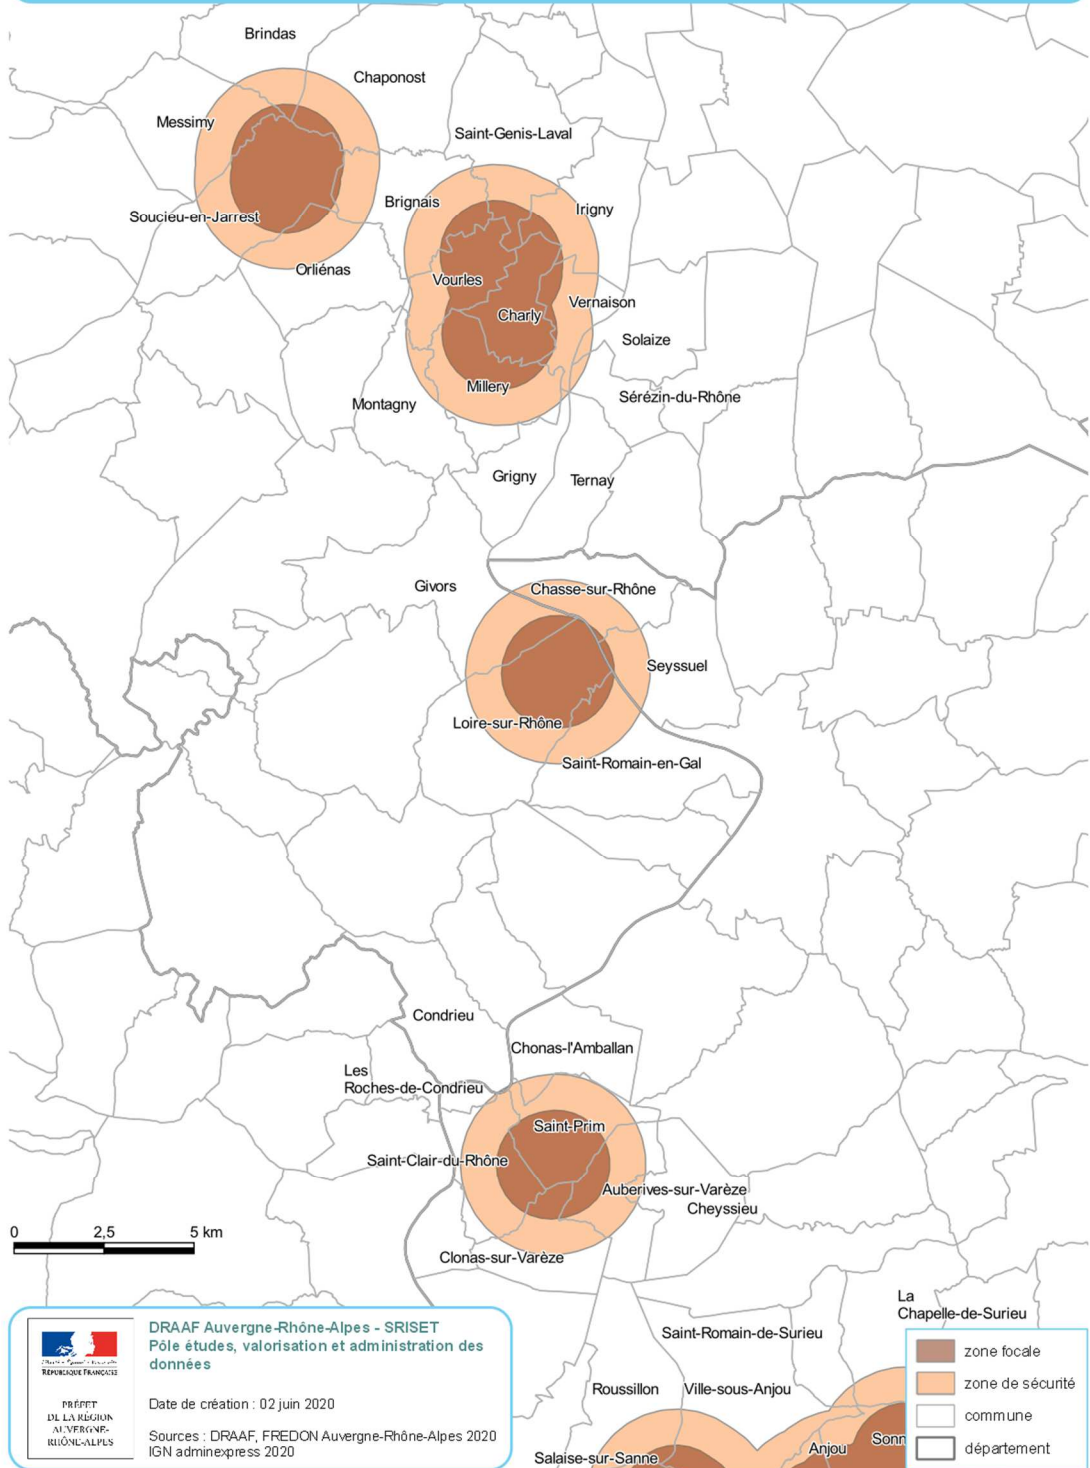 Brindas
Chaponost
Messimy
Saint-Genis-Laval
Brignais
Irigny
Soucieu-en-Jarrest
Orliénas
Vourles
Vernaison
Charly
Solaize
Millery
Sérézin-du-Rhône
Montagny
Grigny
Ternay
Givors
Chasse-sur-Rhône
Seyssuel
Loire-sur-Rhône
Saint-Romain-en-Gal
Condrieu
Chonas-l'Amballan
Les
Roches-de-Condrieu
Saint-Prim
Saint-Clair-du-Rhône
Auberives-sur-Varèze
Cheyssieu
0 2,5 5 km
Clonas-sur-Varèze
La
Chapelle-de-Surieu
Saint-Romain-de-Surieu
Roussillon
Ville-sous-Anjou
Salaise-sur-Sanne
Anjou
Sonn
RÉPUBLIQUE FRANÇAISE
PRÉFET
DE LA RÉGION
AUVERGNE-
RHÔNE-ALPES
DRAAF Auvergne-Rhône-Alpes - SRISET
Pôle études, valorisation et administration des
données
Date de création : 02 juin 2020
Sources : DRAAF, FREDON Auvergne-Rhône-Alpes 2020
IGN adminexpress 2020
zone focale
zone de sécurité
commune
département